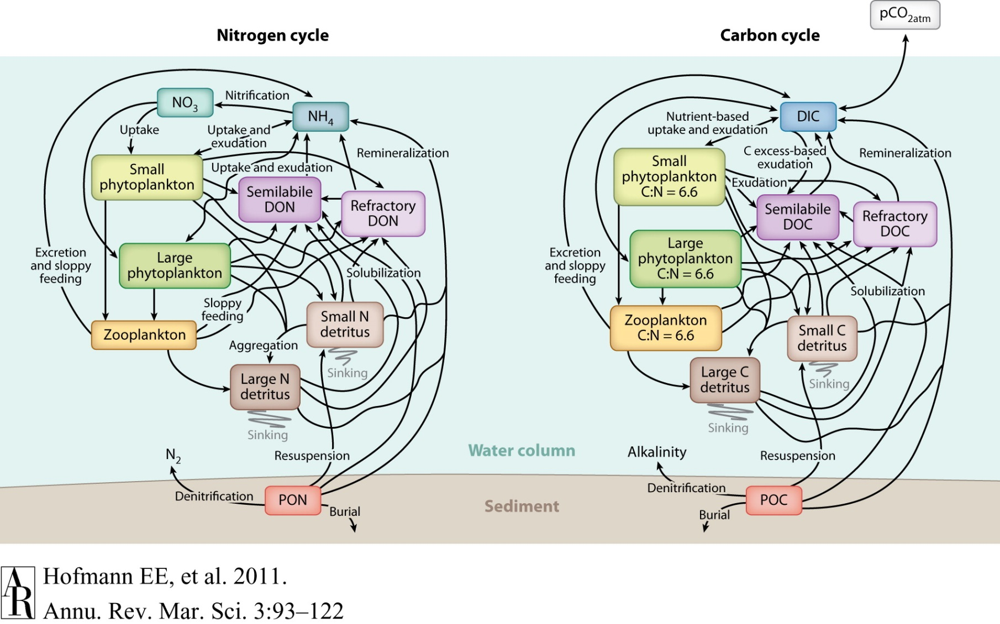 pCO2atm
Nitrogen cycle
Carbon cycle
NO3
Nitrification
NH4
Uptake
Uptake and
exudation
Remineralization
Small
phytoplankton
Uptake and exudation
Semilabile
DON
Refractory
DON
Large
phytoplankton
Excretion
and sloppy
feeding
Solubilization
Sloppy
feeding
Small N
detritus
Zooplankton
Aggregation
Sinking
Large N
detritus
Sinking
N2
Resuspension
Denitrification
PON
Burial
DIC
Nutrient-based
uptake and exudation
C excess-based
exudation
Remineralization
Small
phytoplankton
C:N = 6.6
Exudation
Semilabile
DOC
Refractory
DOC
Large
phytoplankton
C:N = 6.6
Excretion
and sloppy
feeding
Solubilization
Zooplankton
C:N = 6.6
Small C
detritus
Large C
detritus
Sinking
Sinking
Water column
Alkalinity
Resuspension
Denitrification
POC
Burial
Sediment
AR
Hofmann EE, et al. 2011.
Annu. Rev. Mar. Sci. 3:93–122